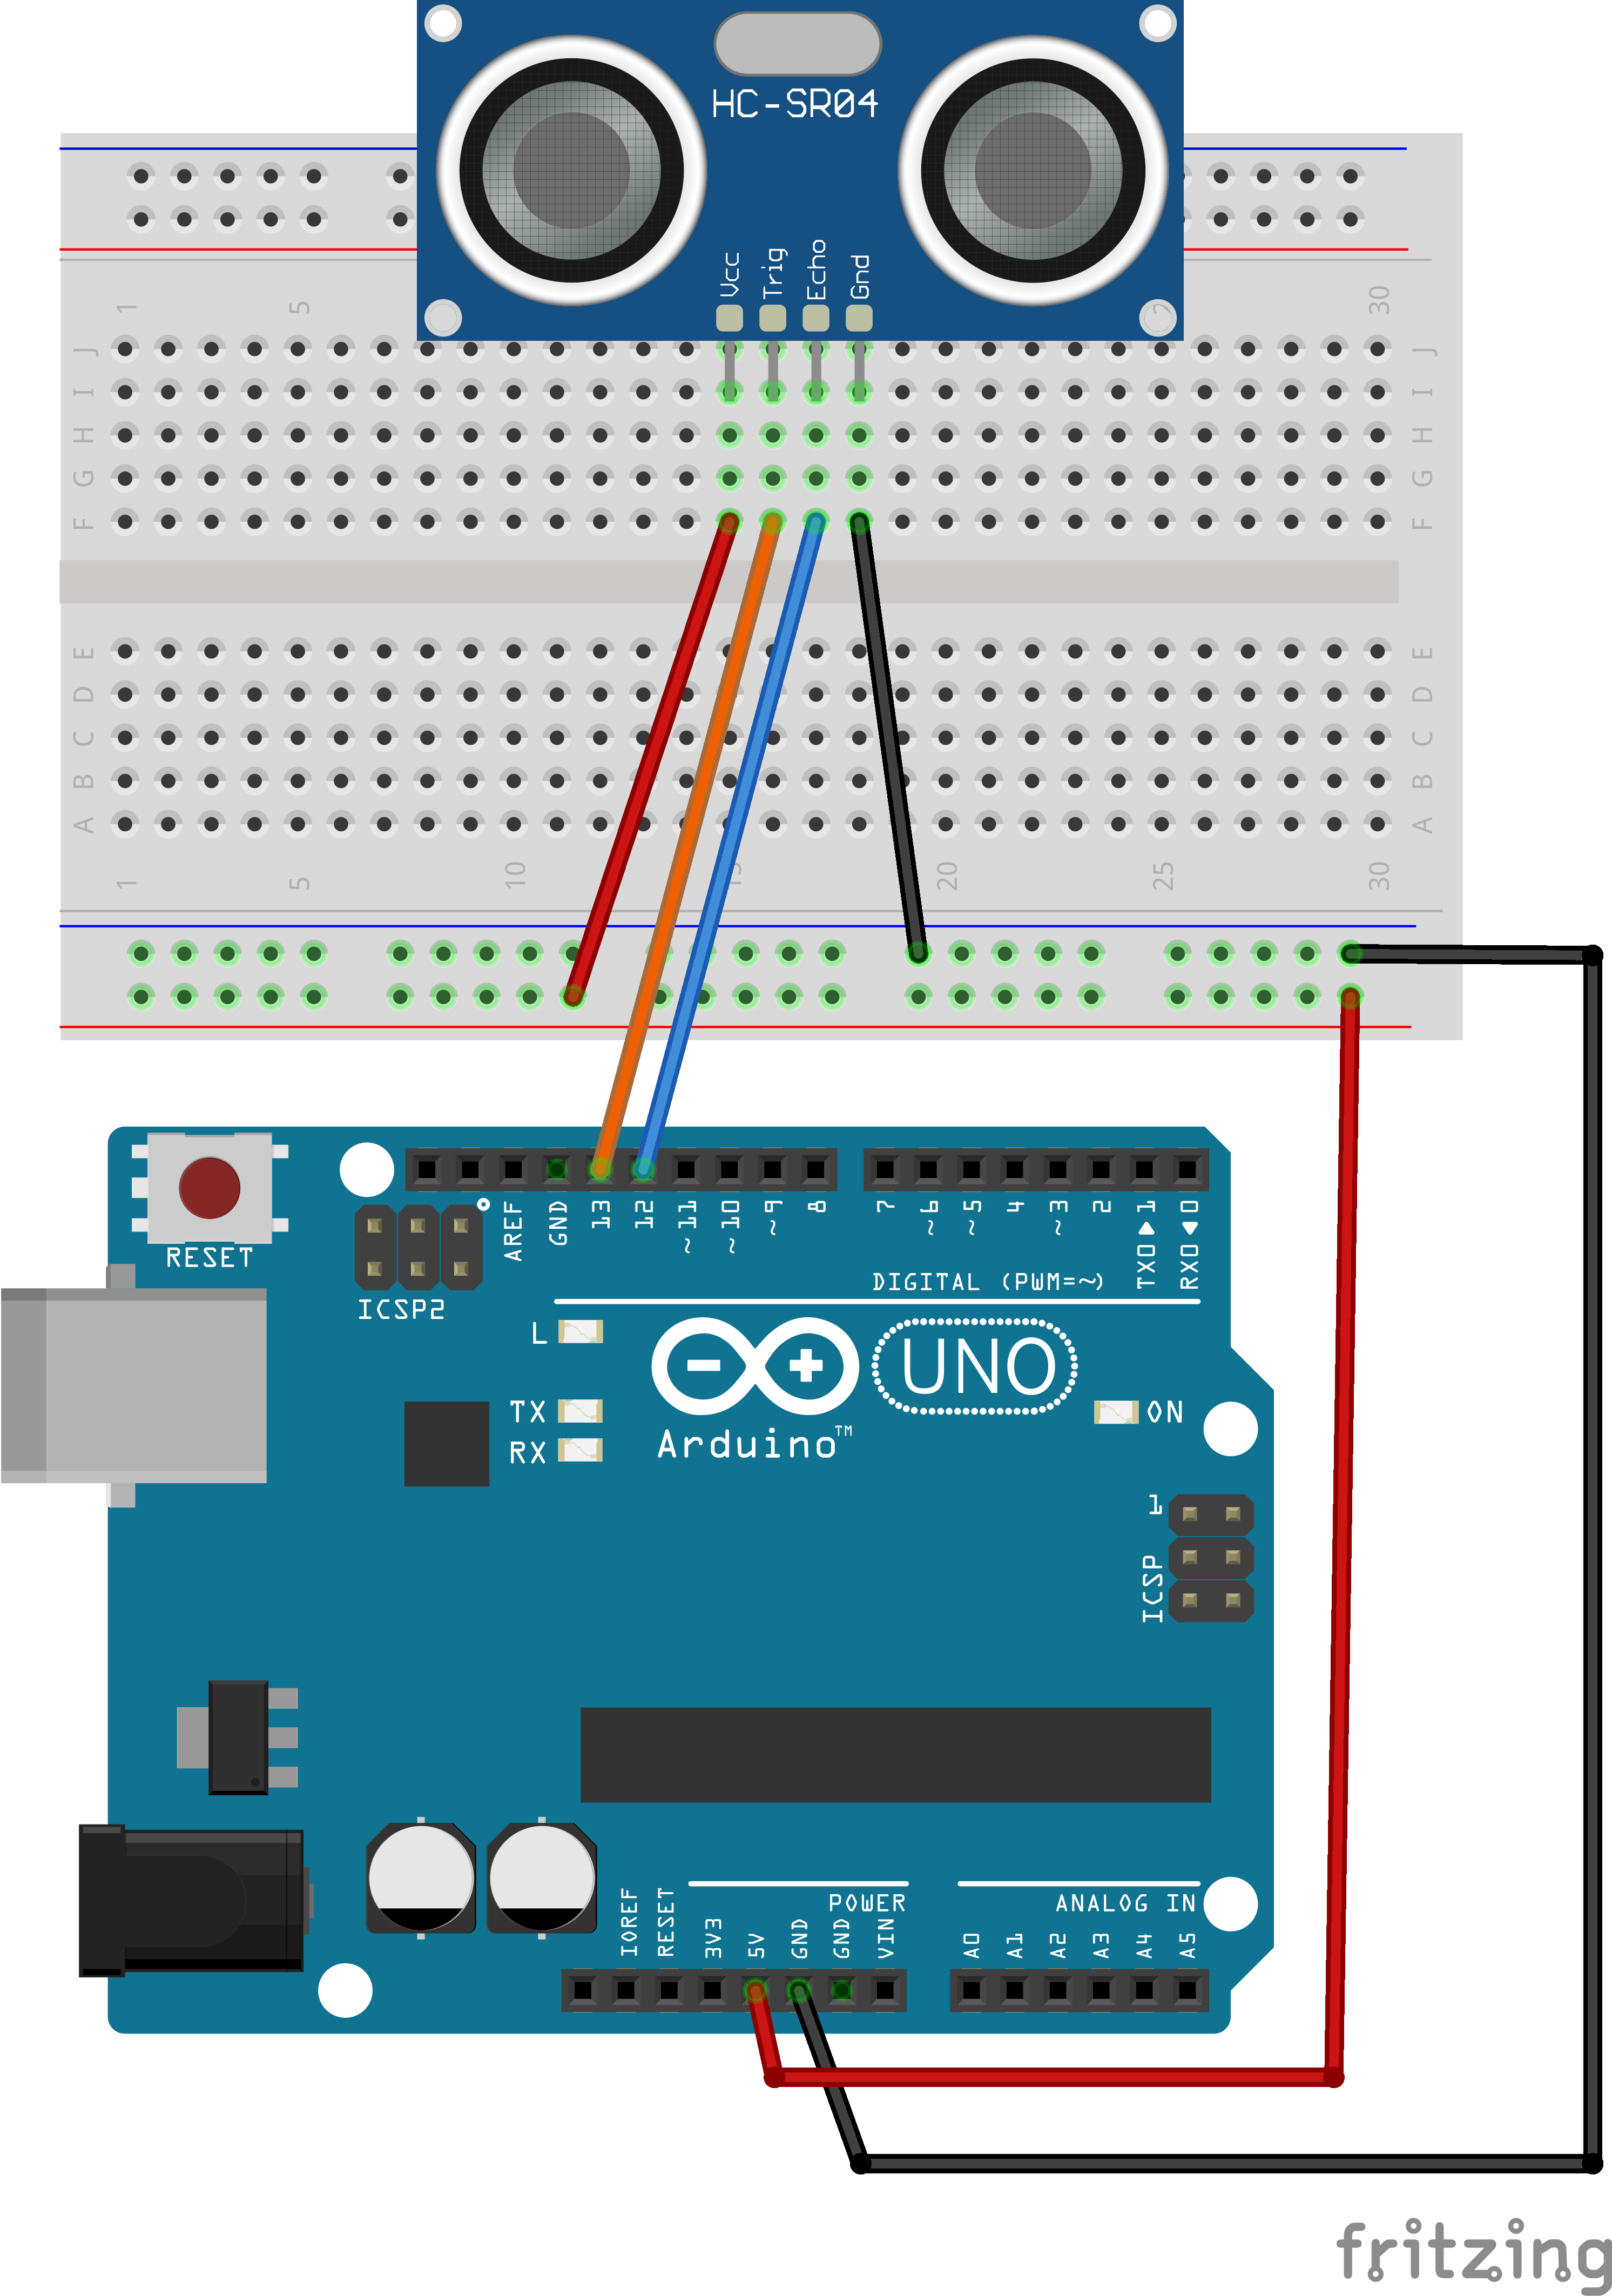 HC-SR04
Vcc
Trig
Echo
Gnd
1
5
30
J
J
I
I
H
H
G
G
F
F
E
E
D
D
C
C
B
B
A
A
1
5
10
20
25
30
RESET
ICSP2
AREF
GND
13
12
~11
~10
~9
8
7
~6
~5
4
~3
2
TX0 1
RX0 0
DIGITAL (PWM=~)
L
TX
RX
UNO
Arduino™
ON
1
ICSP
POWER
ANALOG IN
IOREF
RESET
3V3
5V
GND
GND
VIN
A0
A1
A2
A3
A4
A5
fritzing